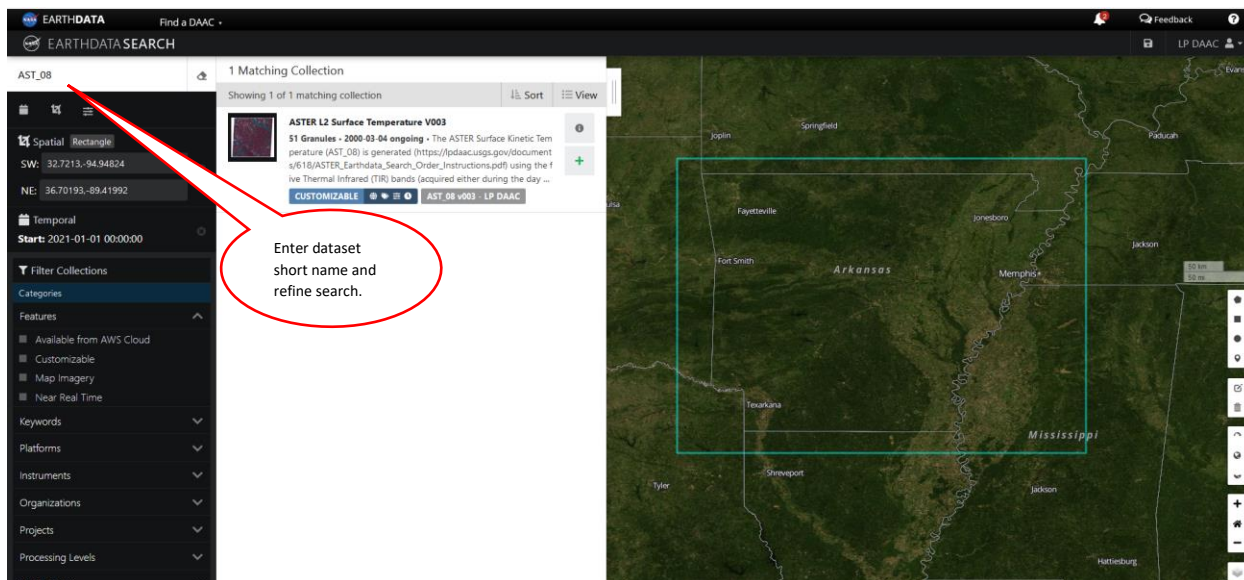 EARTHDATA Find a DAAC Feedback
EARTHDATA SEARCH LP DAAC
AST_08
1 Matching Collection
Showing 1 of 1 matching collection Sort View
Spatial Rectangle
SW: 32.7213,-94.94824
NE: 36.70193,-89.41992
Temporal
Start: 2021-01-01 00:00:00
Filter Collections
Categories
Features
Available from AWS Cloud
Customizable
Map Imagery
Near Real Time
Keywords
Platforms
Instruments
Organizations
Projects
Processing Levels
ASTER L2 Surface Temperature V003
51 Granules • 2000-03-04 ongoing • The ASTER Surface Kinetic Tem
perature (AST_08) is generated (https://lpdaac.usgs.gov/document
s/618/ASTER_Earthdata_Search_Order_Instructions.pdf) using the f
ive Thermal Infrared (TIR) bands (acquired either during the day ...
CUSTOMIZABLE AST_08 v003 - LP DAAC
Enter dataset
short name and
refine search.
Joplin
Springfield
Paducah
Evans
Fayetteville
Jonesboro
Fort Smith
Arkansas
Memphis
Jackson
50 km
50 mi
Texarkana
Mississippi
Shreveport
Tyler
Jackson
Hattiesburg